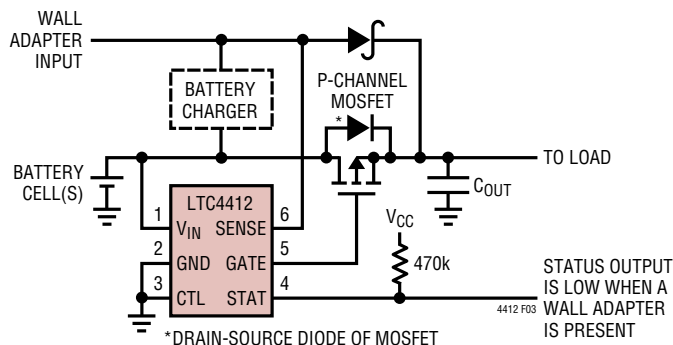 WALL
ADAPTER
INPUT
BATTERY
CHARGER
P-CHANNEL
MOSFET
*
BATTERY
CELL(S)
TO LOAD
COUT
LTC4412
1
VIN
SENSE
6
2
GND
GATE
5
3
CTL
STAT
4
VCC
470k
STATUS OUTPUT
IS LOW WHEN A
WALL ADAPTER
IS PRESENT
4412 F03
*DRAIN-SOURCE DIODE OF MOSFET